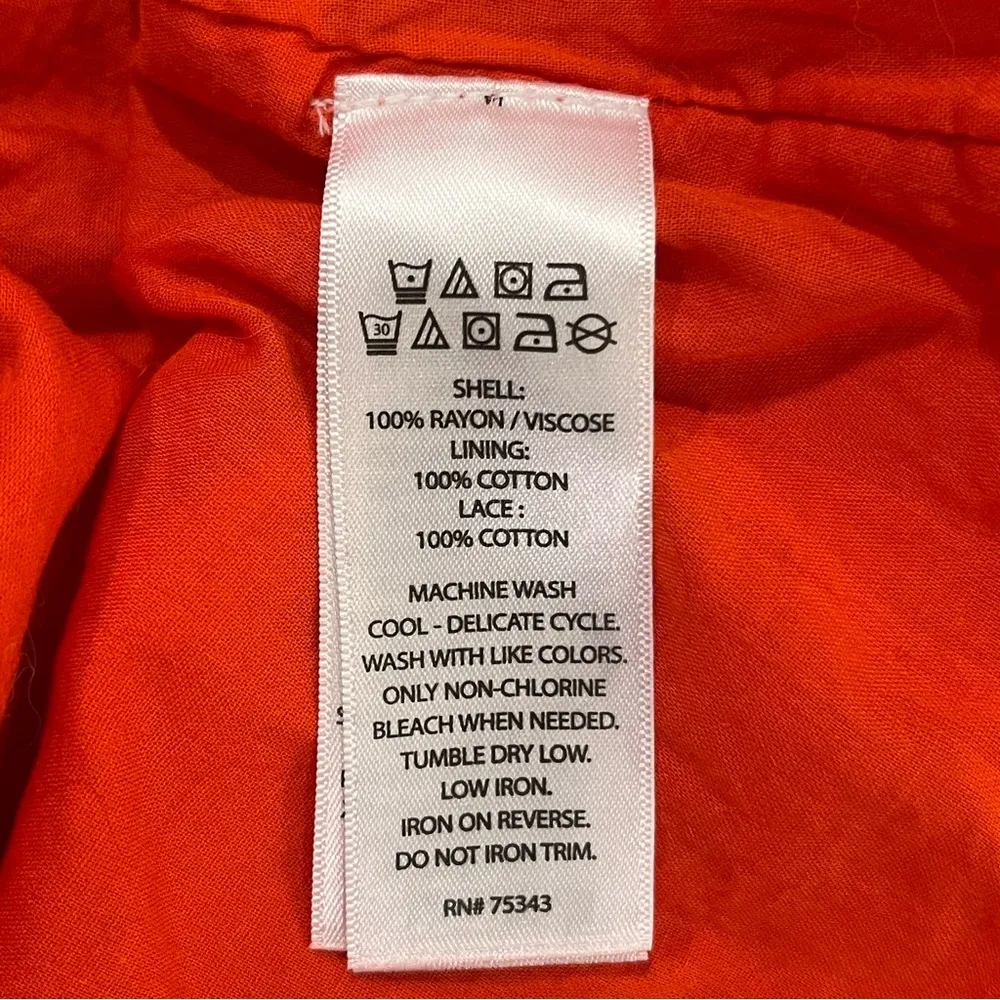 30
SHELL:
100% RAYON / VISCOSE
LINING:
100% COTTON
LACE :
100% COTTON
MACHINE WASH
COOL - DELICATE CYCLE.
WASH WITH LIKE COLORS.
ONLY NON-CHLORINE
BLEACH WHEN NEEDED.
TUMBLE DRY LOW.
LOW IRON.
IRON ON REVERSE.
DO NOT IRON TRIM.
RN# 75343